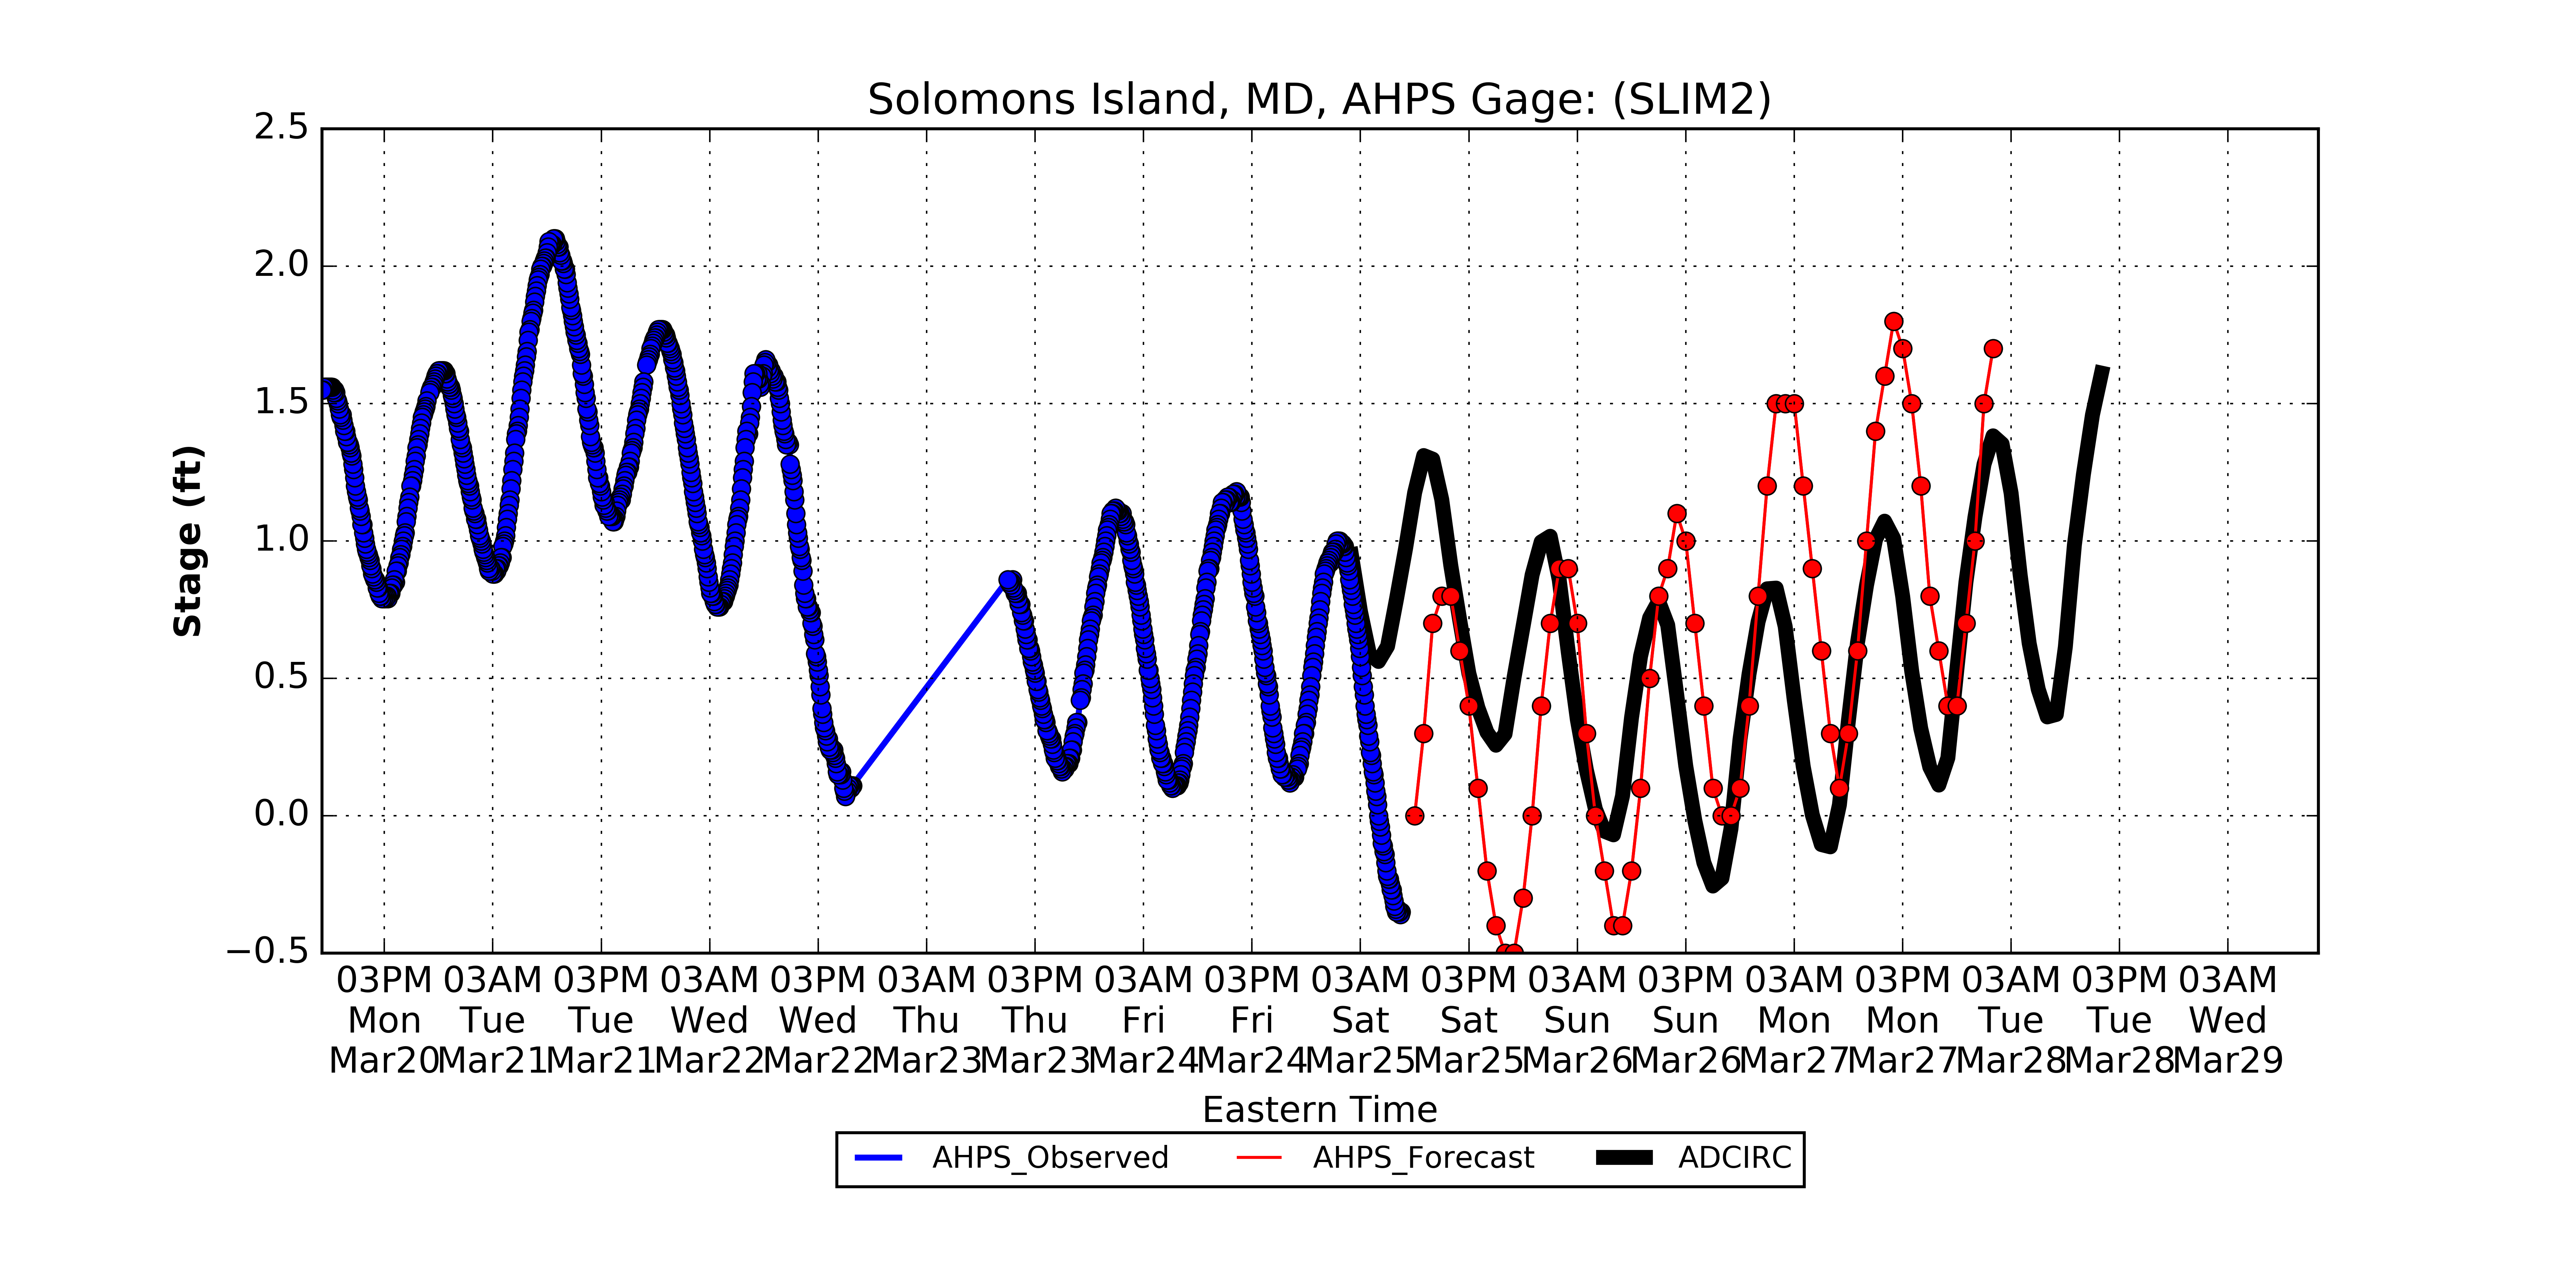 Solomons Island, MD, AHPS Gage: (SLIM2)
2.5
2.0
1.5
1.0
0.5
0.0
−0.5
Stage (ft)
03PM 03AM 03PM 03AM 03PM 03AM 03PM 03AM 03PM 03AM 03PM 03AM 03PM 03AM 03PM 03AM 03PM 03AM
Mon Tue Tue Wed Wed Thu Thu Fri Fri Sat Sat Sun Sun Mon Mon Tue Tue Wed
Mar20 Mar21 Mar21 Mar22 Mar22 Mar23 Mar23 Mar24 Mar24 Mar25 Mar25 Mar26 Mar26 Mar27 Mar27 Mar28 Mar28 Mar29
Eastern Time
AHPS_Observed AHPS_Forecast ADCIRC